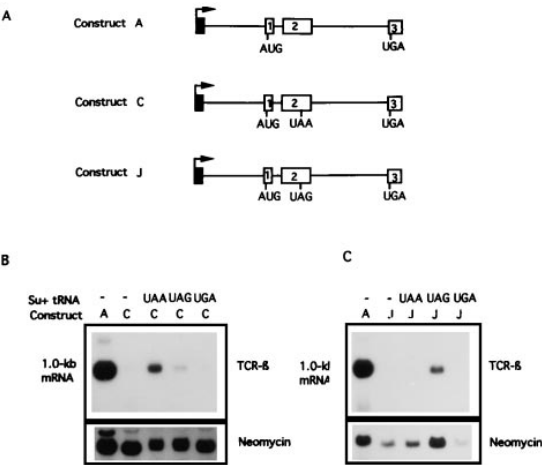 A
Construct A
1 2 3
AUG UGA
Construct C
1 2 3
AUG UAA UGA
Construct J
1 2 3
AUG UAG UGA
B
Su+ tRNA - - UAA UAG UGA
Construct A C C C C
1.0-kb
mRNA
TCR-ß
Neomycin
C
- - UAA UAG UGA
A J J J J
1.0-kl
mRNA
TCR-ß
Neomycin